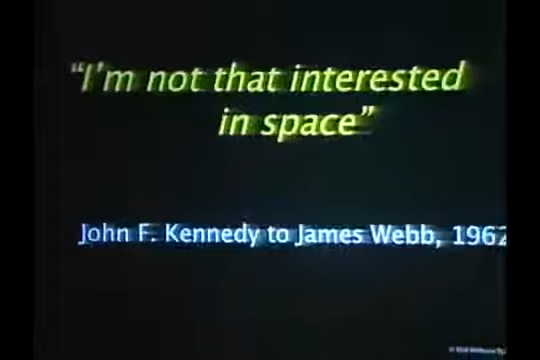 “I’m not that interested
in space”
John F. Kennedy to James Webb, 1962